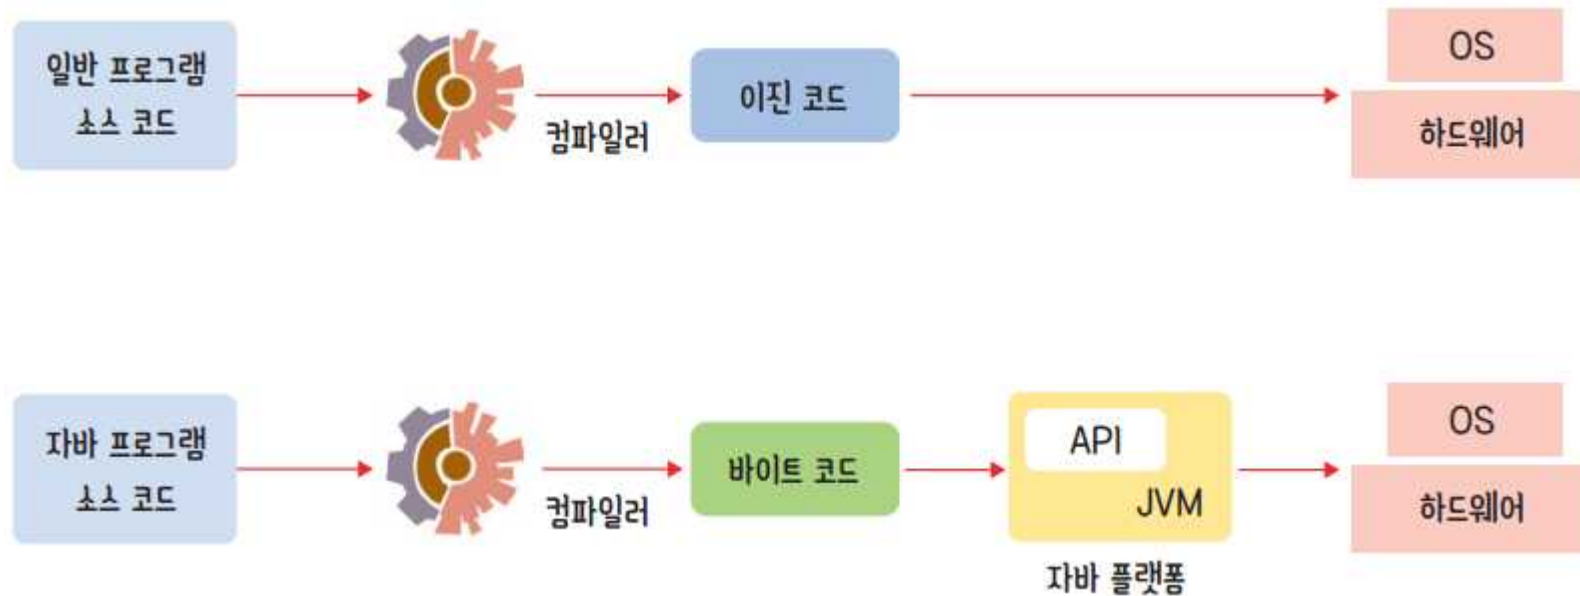 일반 프로그램
소스 코드
컴파일러
이진 코드
OS
하드웨어
자바 프로그램
소스 코드
컴파일러
바이트 코드
API
JVM
자바 플랫폼
OS
하드웨어